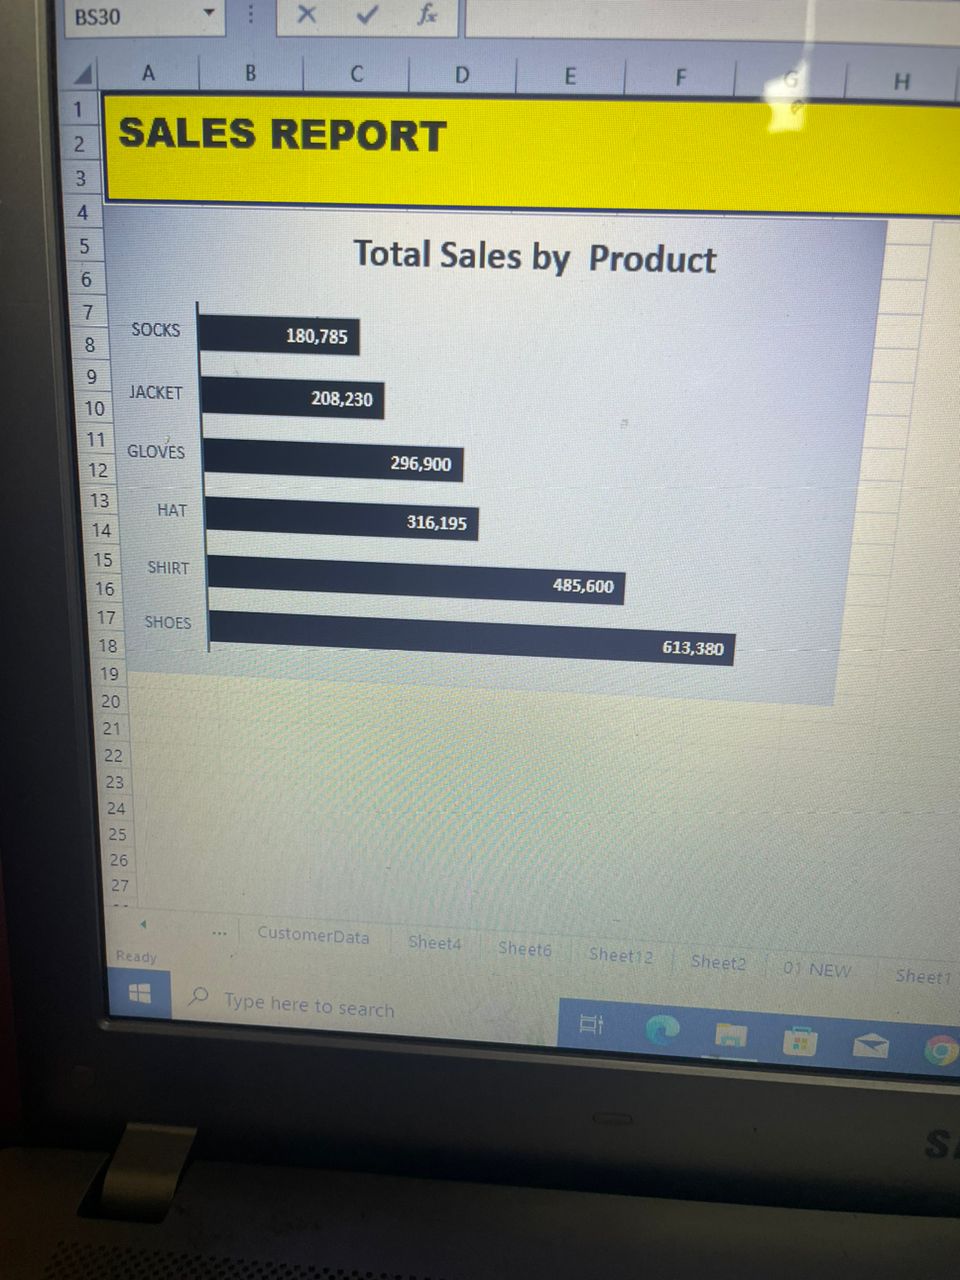 BS30
fx
A B C D E F G H
1
2
3
4
5
6
7
8
9
10
11
12
13
14
15
16
17
18
19
20
21
22
23
24
25
26
27
SALES REPORT
Total Sales by Product
SOCKS 180,785
JACKET 208,230
GLOVES 296,900
HAT 316,195
SHIRT 485,600
SHOES 613,380
... CustomerData Sheet4 Sheet6 Sheet12 Sheet2 01 NEW Sheet1
Ready
Type here to search